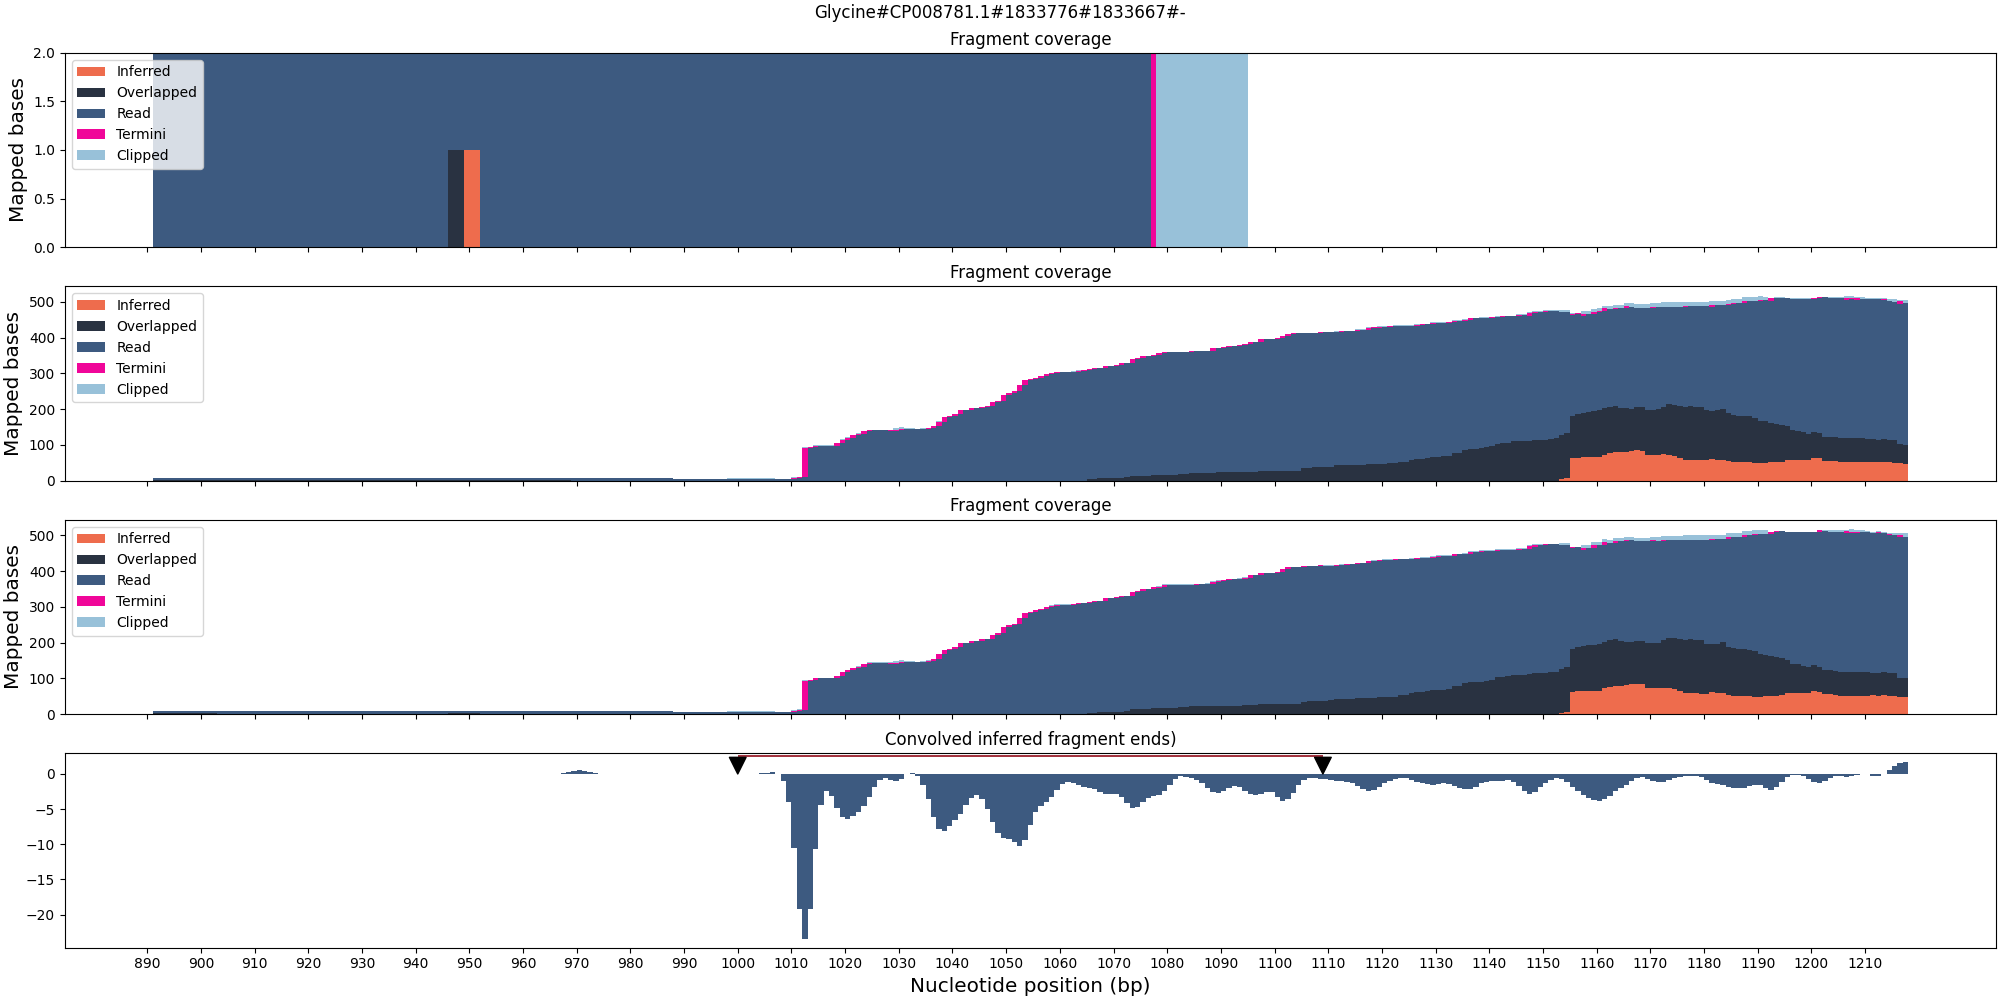 Glycine#CP008781.1#1833776#1833667#-
Fragment coverage
Mapped bases
2.0
1.5
1.0
0.5
0.0
Inferred
Overlapped
Read
Termini
Clipped
Fragment coverage
Mapped bases
500
400
300
200
100
0
Inferred
Overlapped
Read
Termini
Clipped
Fragment coverage
Mapped bases
500
400
300
200
100
0
Inferred
Overlapped
Read
Termini
Clipped
Convolved inferred fragment ends)
0
−5
−10
−15
−20
890 900 910 920 930 940 950 960 970 980 990 1000 1010 1020 1030 1040 1050 1060 1070 1080 1090 1100 1110 1120 1130 1140 1150 1160 1170 1180 1190 1200 1210
Nucleotide position (bp)